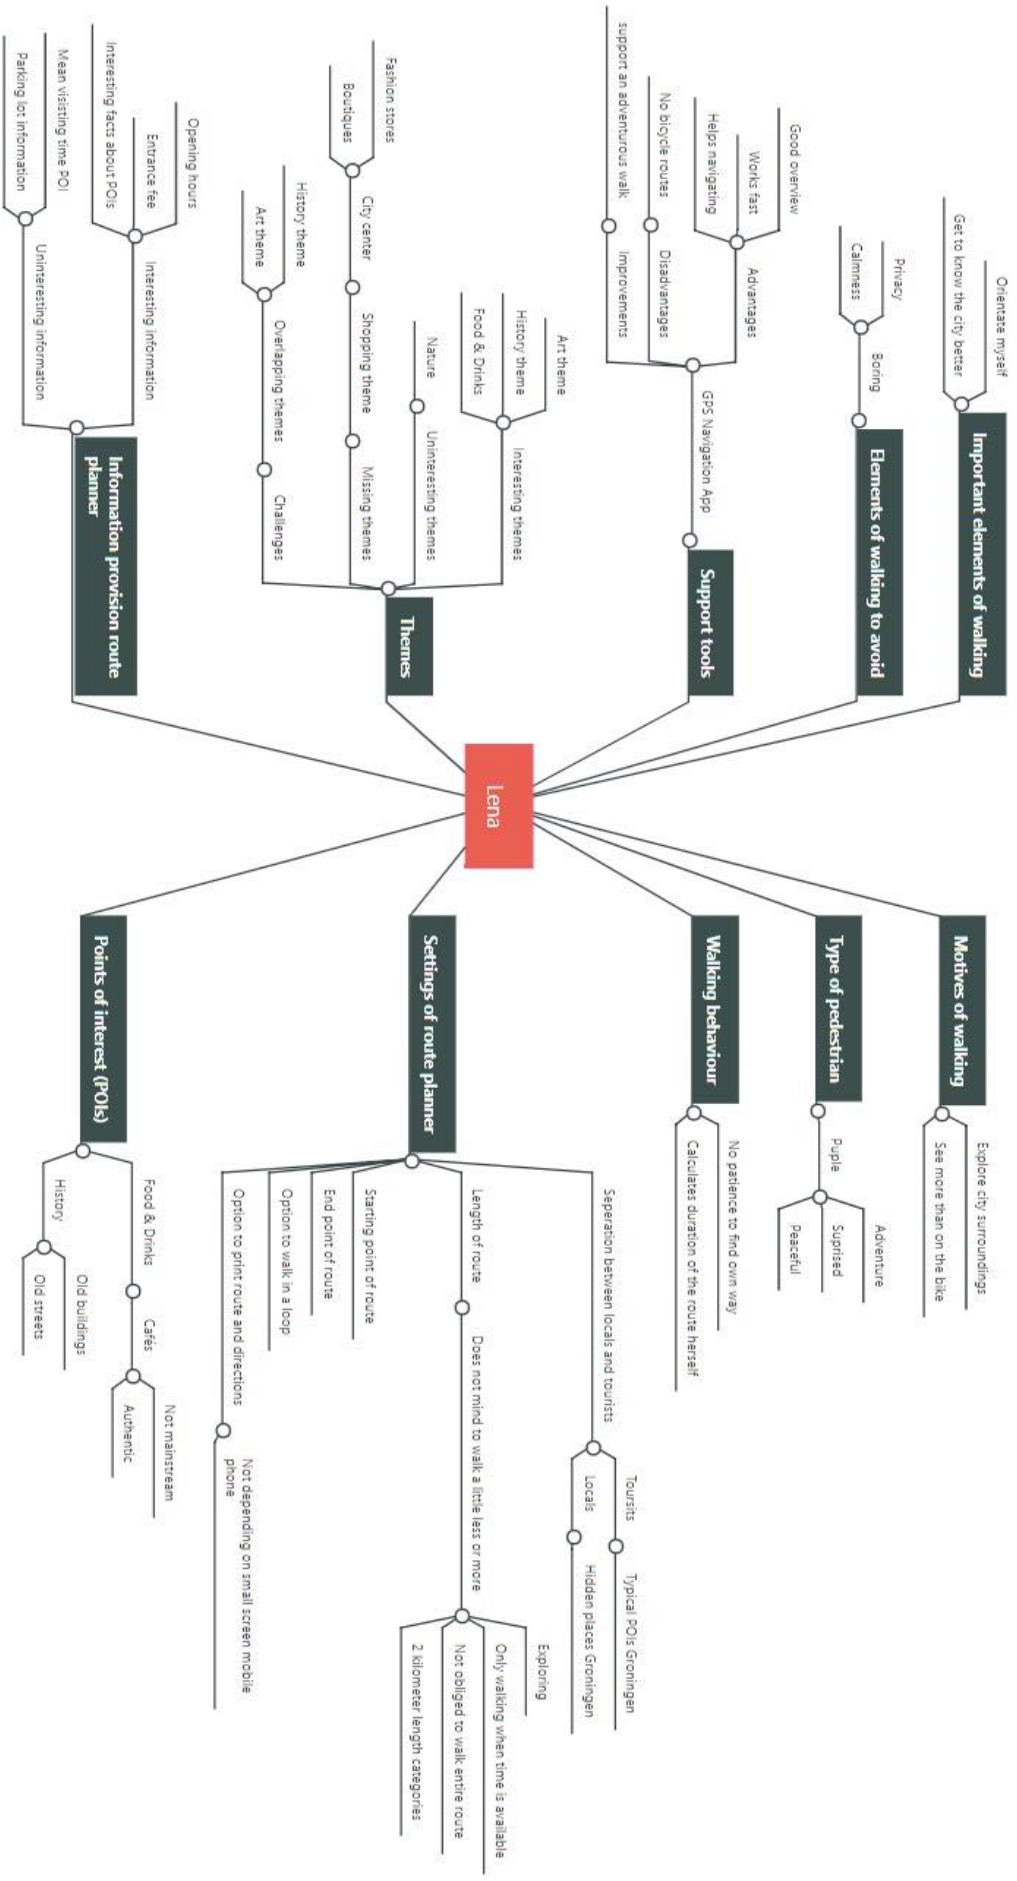 Lena
Important elements of walking
Orientate myself
Get to know the city better
Elements of walking to avoid
Boring
Privacy
Calmness
Support tools
GPS Navigation App
Advantages
Good overview
Works fast
Helps navigating
Disadvantages
No bicycle routes
Improvements
support an adventurous walk
Themes
Interesting themes
Art theme
History theme
Food & Drinks
Uninteresting themes
Nature
Missing themes
Shopping theme
City center
Fashion stores
Boutiques
Challenges
Overlapping themes
History theme
Art theme
Information provision route
planner
Interesting information
Opening hours
Entrance fee
Interesting facts about POIs
Uninteresting information
Mean visisting time POI
Parking lot information
Motives of walking
Explore city surroundings
See more than on the bike
Type of pedestrian
Puple
Adventure
Suprised
Peaceful
Walking behaviour
No patience to find own way
Calculates duration of the route herself
Settings of route planner
Seperation between locals and tourists
Toursits
Typical POIs Groningen
Locals
Hidden places Groningen
Length of route
Does not mind to walk a little less or more
Exploring
Only walking when time is available
Not obliged to walk entire route
2 kilometer length categories
Starting point of route
End point of route
Option to walk in a loop
Option to print route and directions
Not depending on small screen mobile
phone
Points of interest (POIs)
Food & Drinks
Cafés
Not mainstream
Authentic
History
Old buildings
Old streets